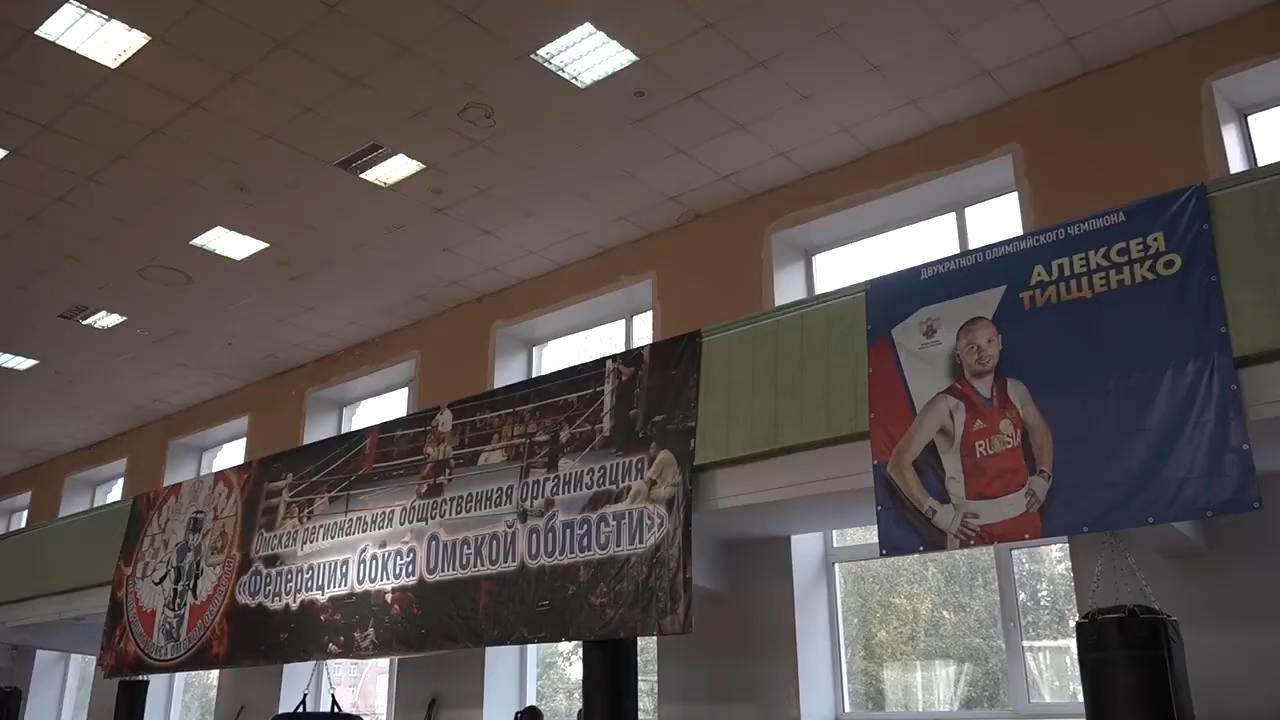 ДВУКРАТНОГО ОЛИМПИЙСКОГО ЧЕМПИОНА
АЛЕКСЕЯ
ТИЩЕНКО
RUSSIA
Омская региональная общественная организация
«Федерация бокса Омской области»